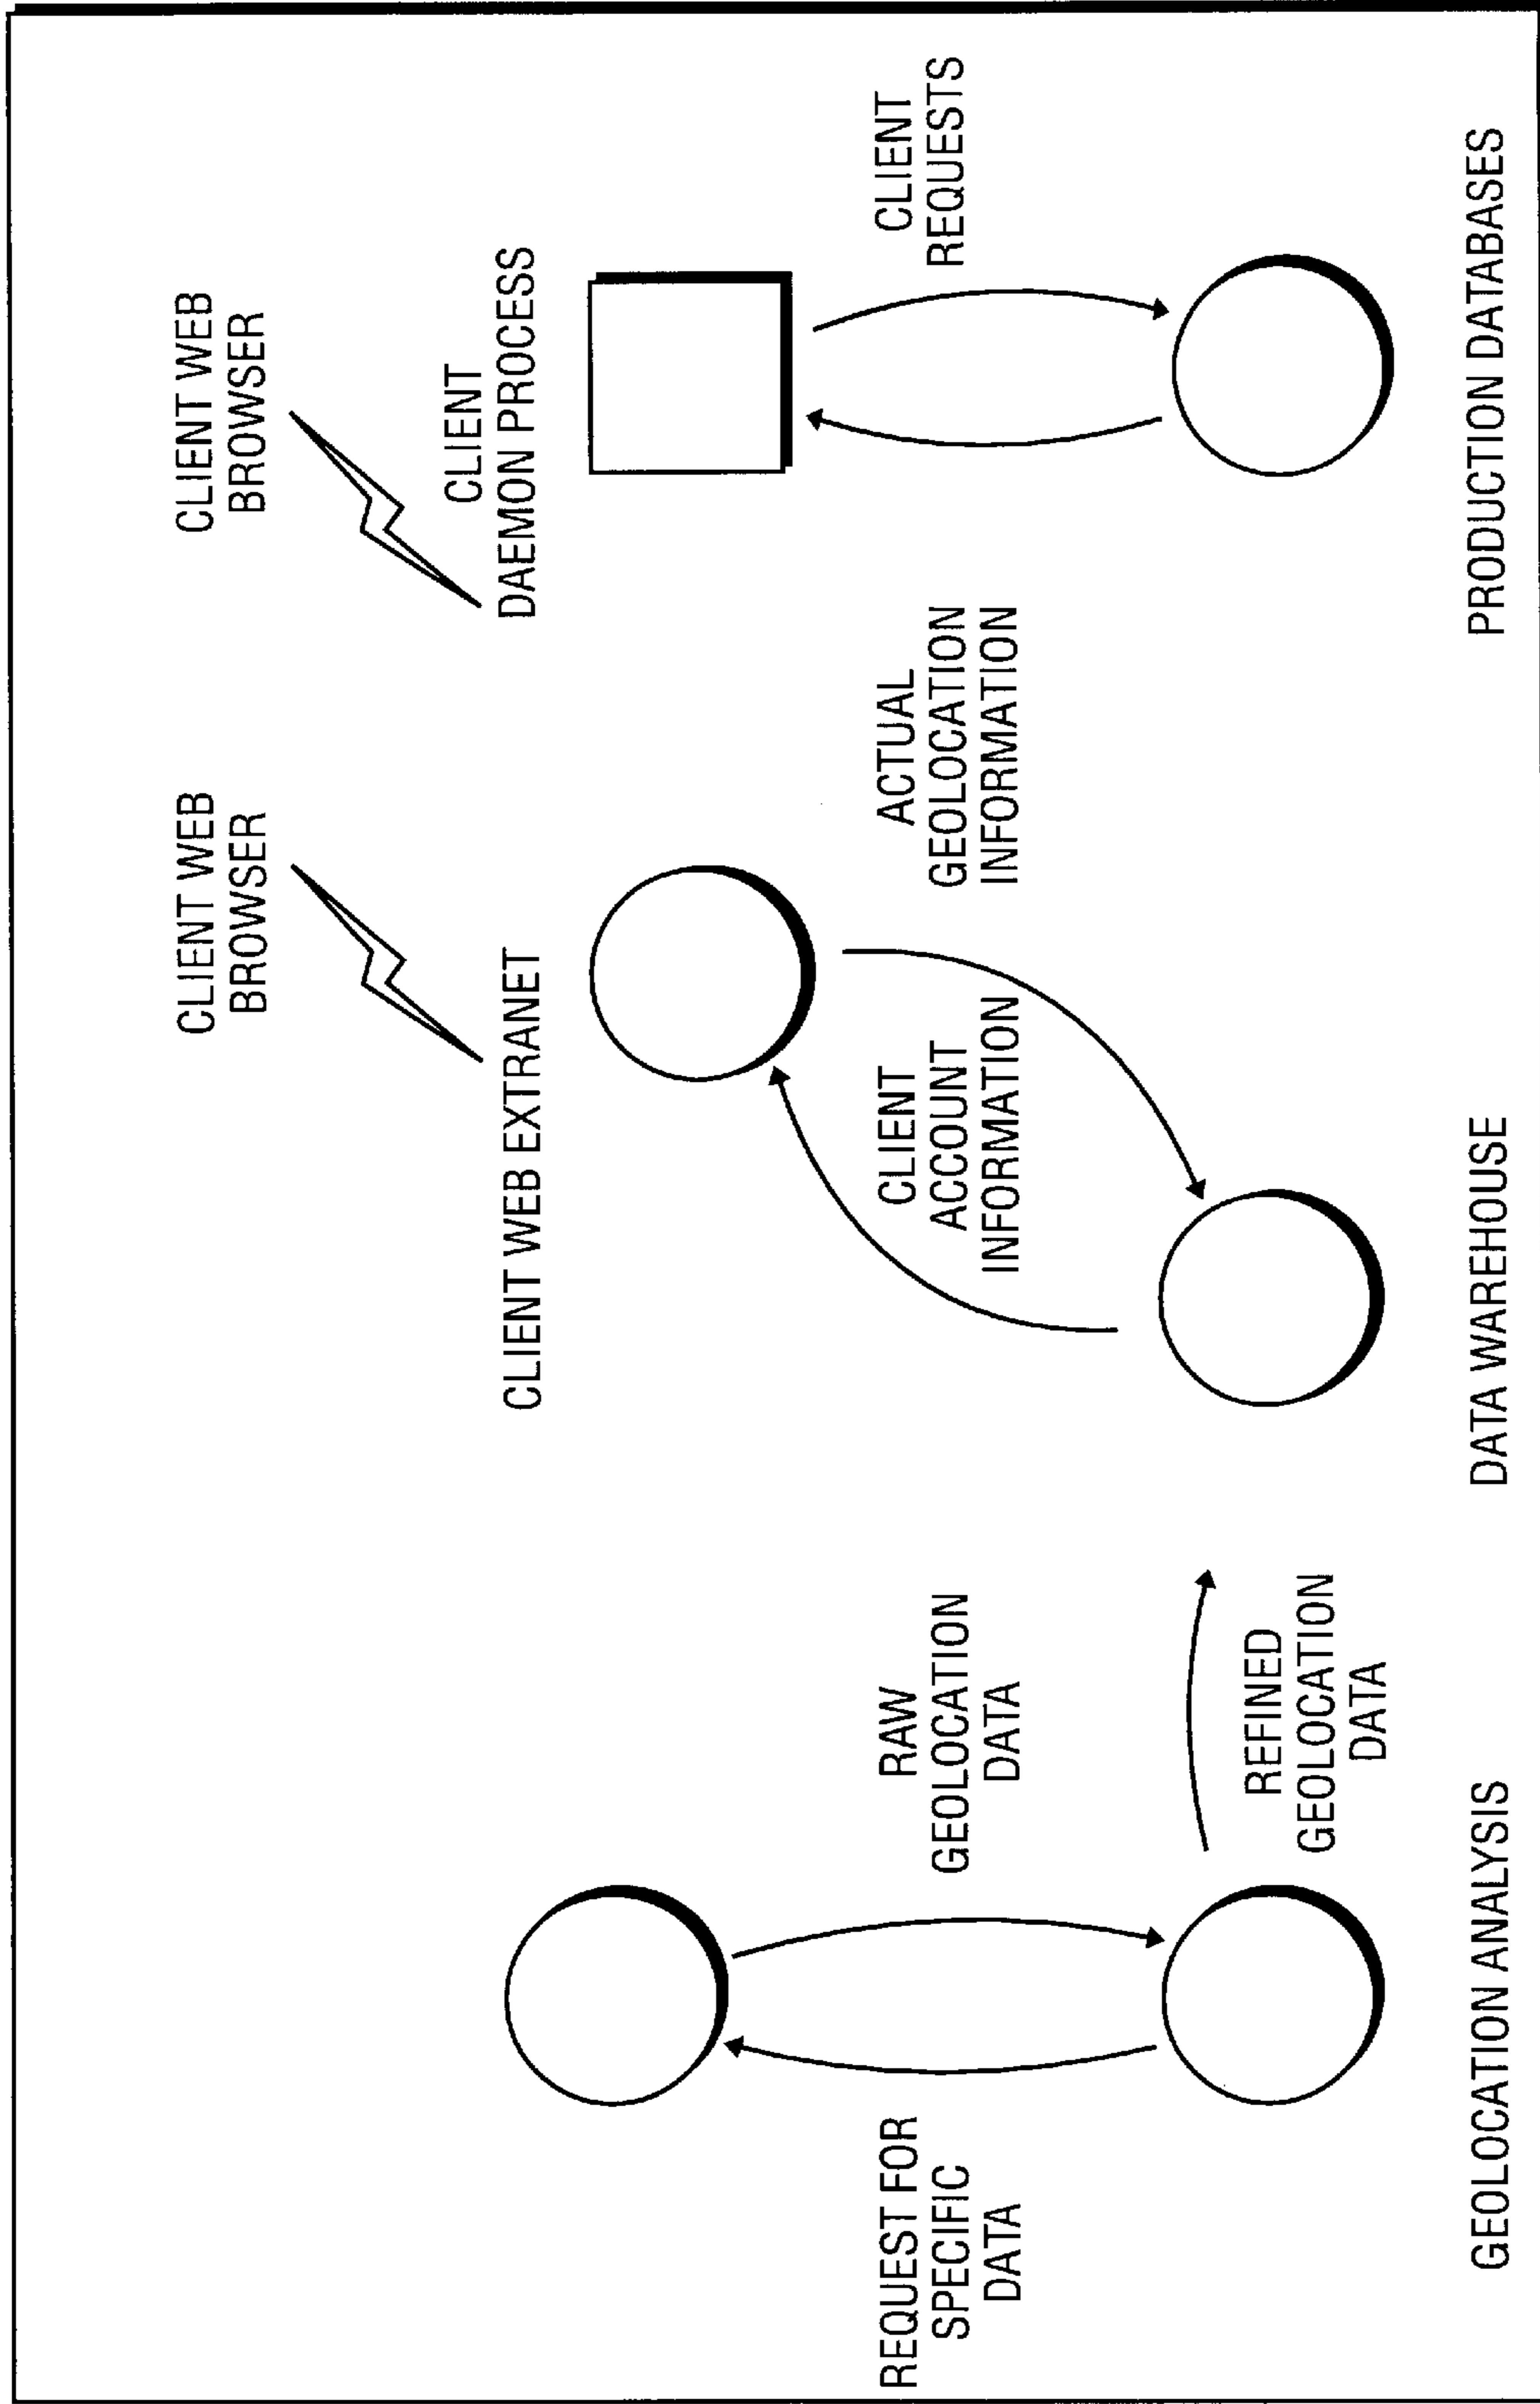 CLIENT WEB
BROWSER
CLIENT WEB
BROWSER
CLIENT WEB EXTRANET
CLIENT
DAEMON PROCESS
REQUEST FOR
SPECIFIC
DATA
RAW
GEOLOCATION
DATA
CLIENT
ACCOUNT
INFORMATION
ACTUAL
GEOLOCATION
INFORMATION
CLIENT
REQUESTS
REFINED
GEOLOCATION
DATA
GEOLOCATION ANALYSIS
DATA WAREHOUSE
PRODUCTION DATABASES